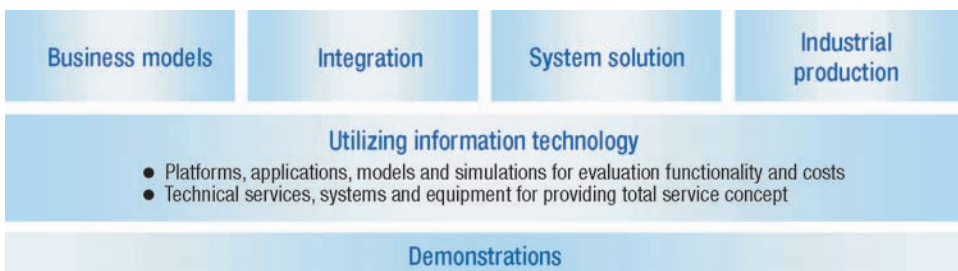 Business models
Integration
System solution
Industrial
production
Utilizing information technology
● Platforms, applications, models and simulations for evaluation functionality and costs
● Technical services, systems and equipment for providing total service concept
Demonstrations